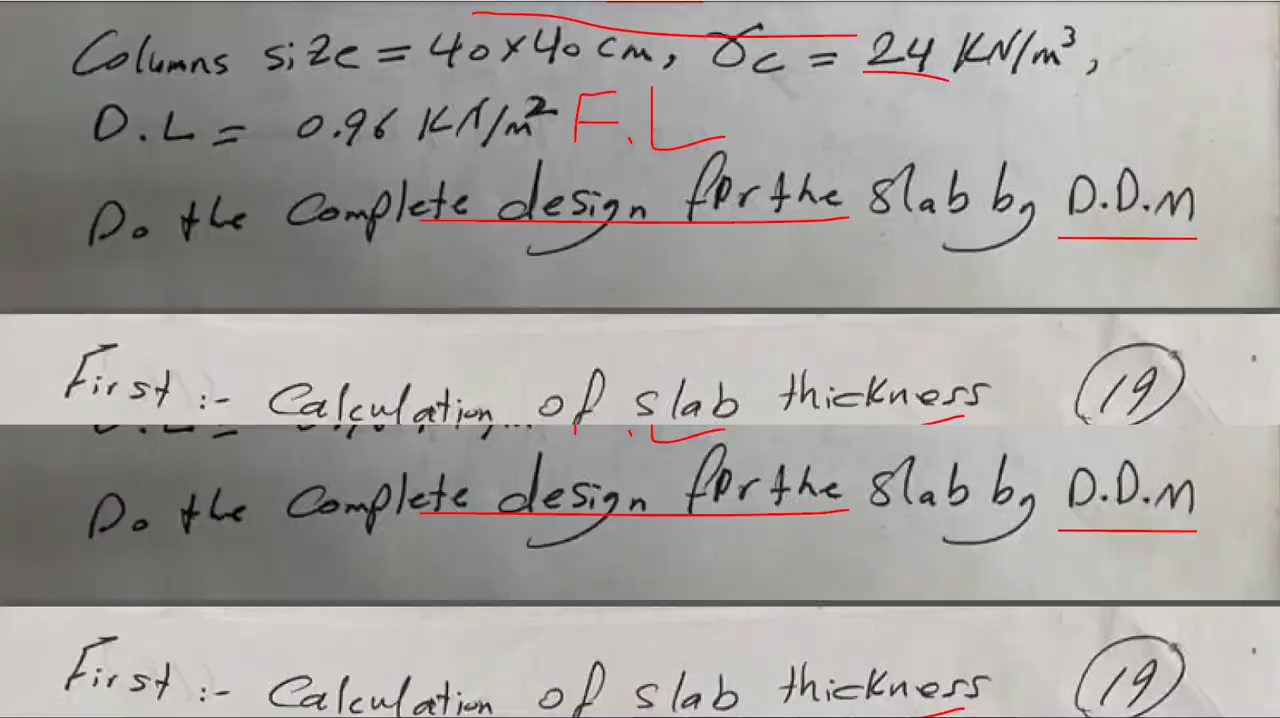 Columns size = 40×40 cm, γc = 24 KN/m³,
D.L = 0.96 KN/m² F.L
Do the Complete design for the slab by D.D.M
First :- Calculation of slab thickness (19)
Do the Complete design for the slab by D.D.M
First :- Calculation of slab thickness (19)